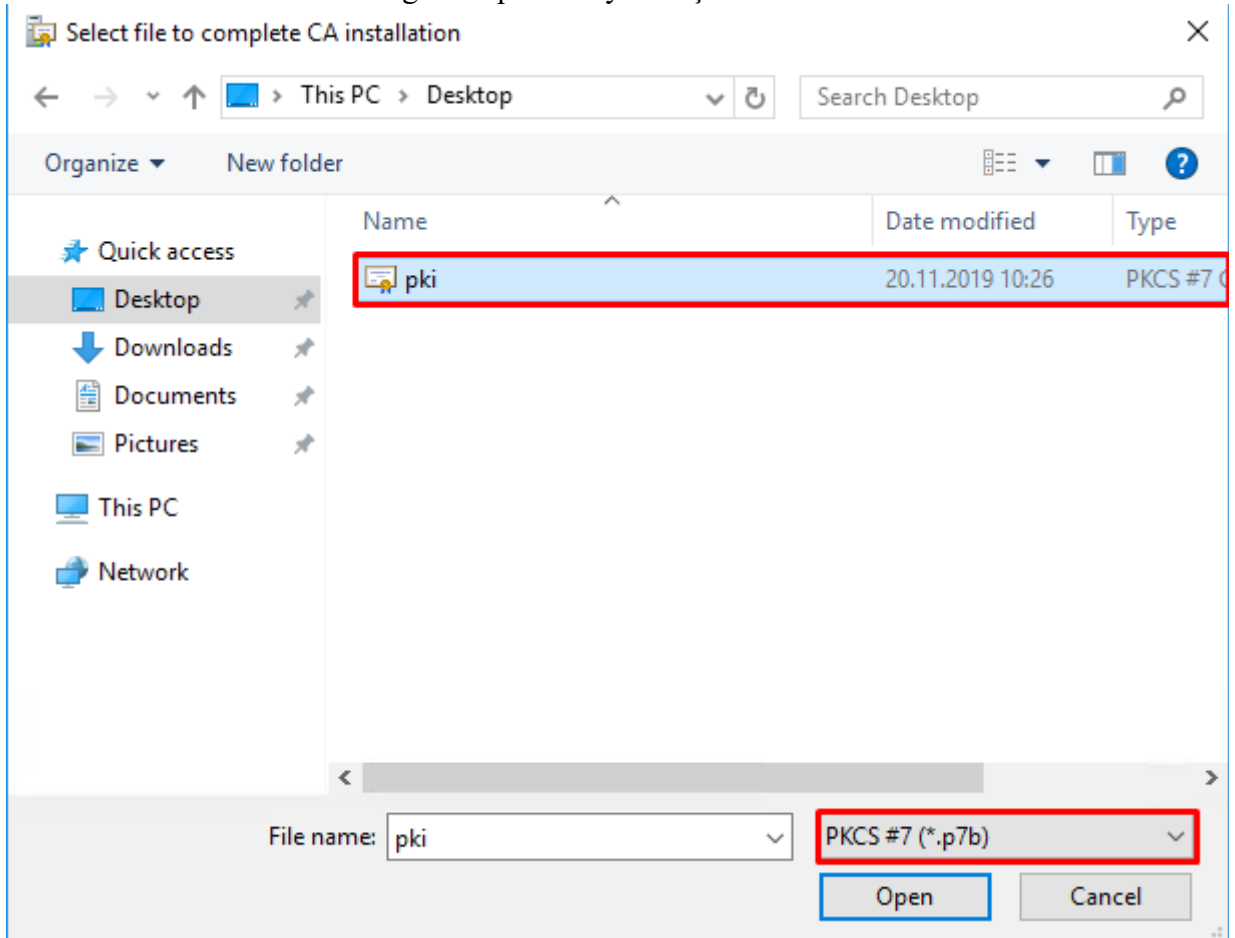 Select file to complete CA installation
This PC > Desktop
Search Desktop
Organize
New folder
Name
Date modified
Type
Quick access
pki
20.11.2019 10:26
PKCS #7
Desktop
Downloads
Documents
Pictures
This PC
Network
File name:
pki
PKCS #7 (*.p7b)
Open
Cancel